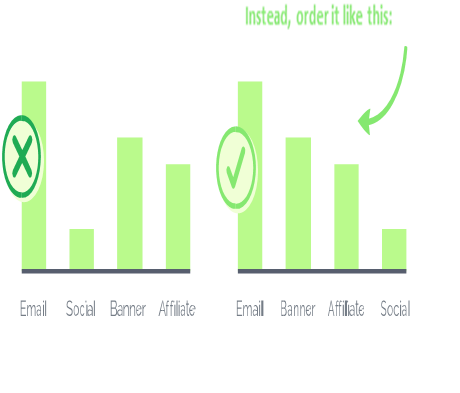 Instead, order it like this:
Email Social Banner Affiliate
Email Banner Affiliate Social